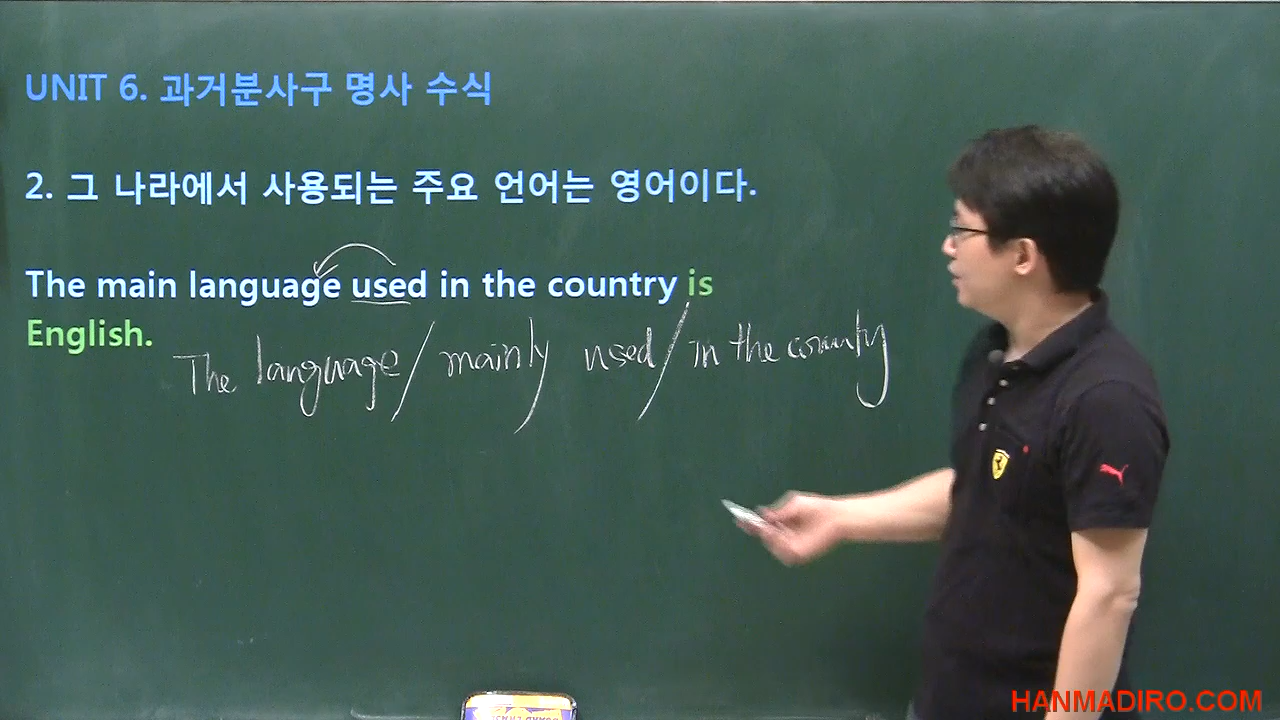 UNIT 6. 과거분사구 명사 수식
2. 그 나라에서 사용되는 주요 언어는 영어이다.
The main language used in the country is
English.
The language / mainly used / in the country
HANMADIRO.COM